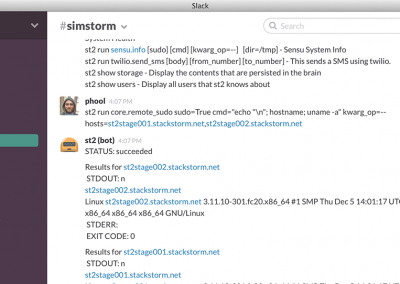 Slack
#simstorm
Search
System Health
st2 run sensu.info [sudo] [cmd] [kwarg_op=--] [dir=/tmp] - Sensu System Info
st2 run twilio.send_sms [body] [from_number] [to_number] - This sends a SMS using twilio.
st2 show storage - Display the contents that are persisted in the brain
st2 show users - Display all users that st2 knows about
phool 4:07 PM
st2 run core.remote_sudo sudo=True cmd="echo "\n"; hostname; uname -a" kwarg_op=--
hosts=st2stage001.stackstorm.net,st2stage002.stackstorm.net
st2 (bot) 4:07 PM
STATUS: succeeded
Results for st2stage002.stackstorm.net
STDOUT: n
st2stage002.stackstorm.net
Linux st2stage002.stackstorm.net 3.11.10-301.fc20.x86_64 #1 SMP Thu Dec 5 14:01:17 UT
x86_64 x86_64 x86_64 GNU/Linux
STDERR:
EXIT CODE: 0
Results for st2stage001.stackstorm.net
STDOUT: n
st2stage001.stackstorm.net